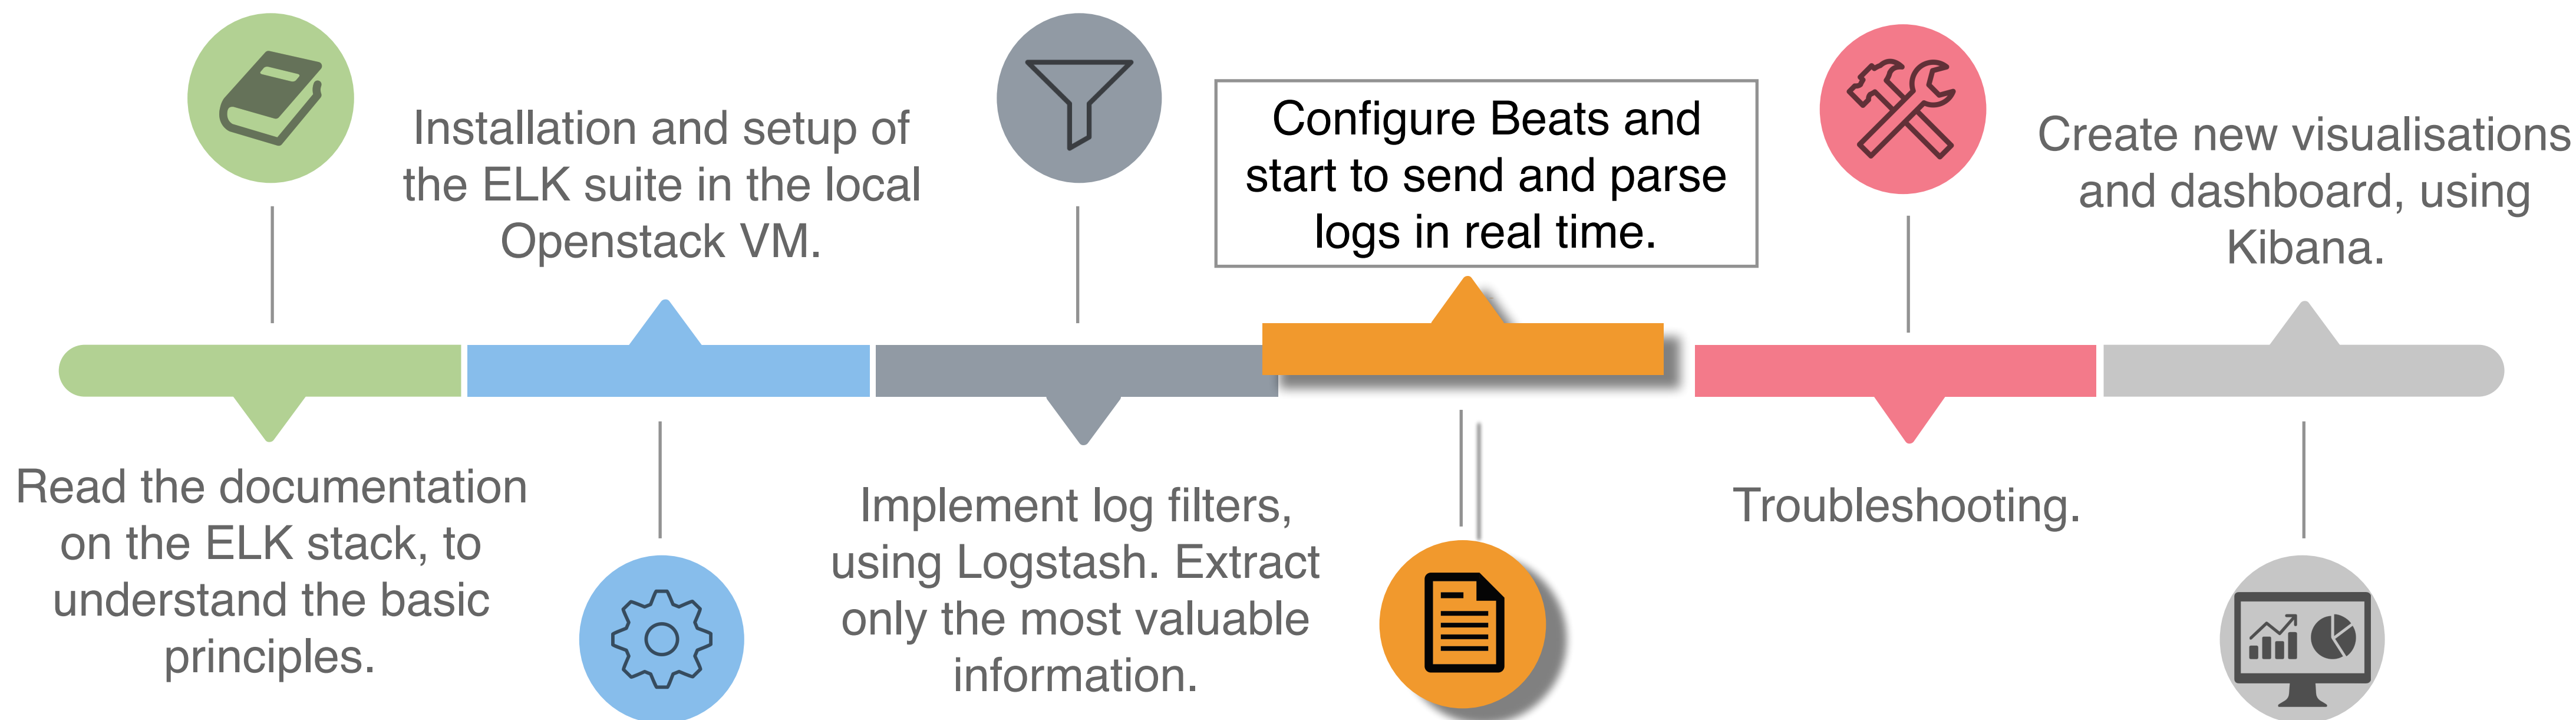 Read the documentation
on the ELK stack, to
understand the basic
principles.
Installation and setup of
the ELK suite in the local
Openstack VM.
Implement log filters,
using Logstash. Extract
only the most valuable
information.
Configure Beats and
start to send and parse
logs in real time.
Troubleshooting.
Create new visualisations
and dashboard, using
Kibana.